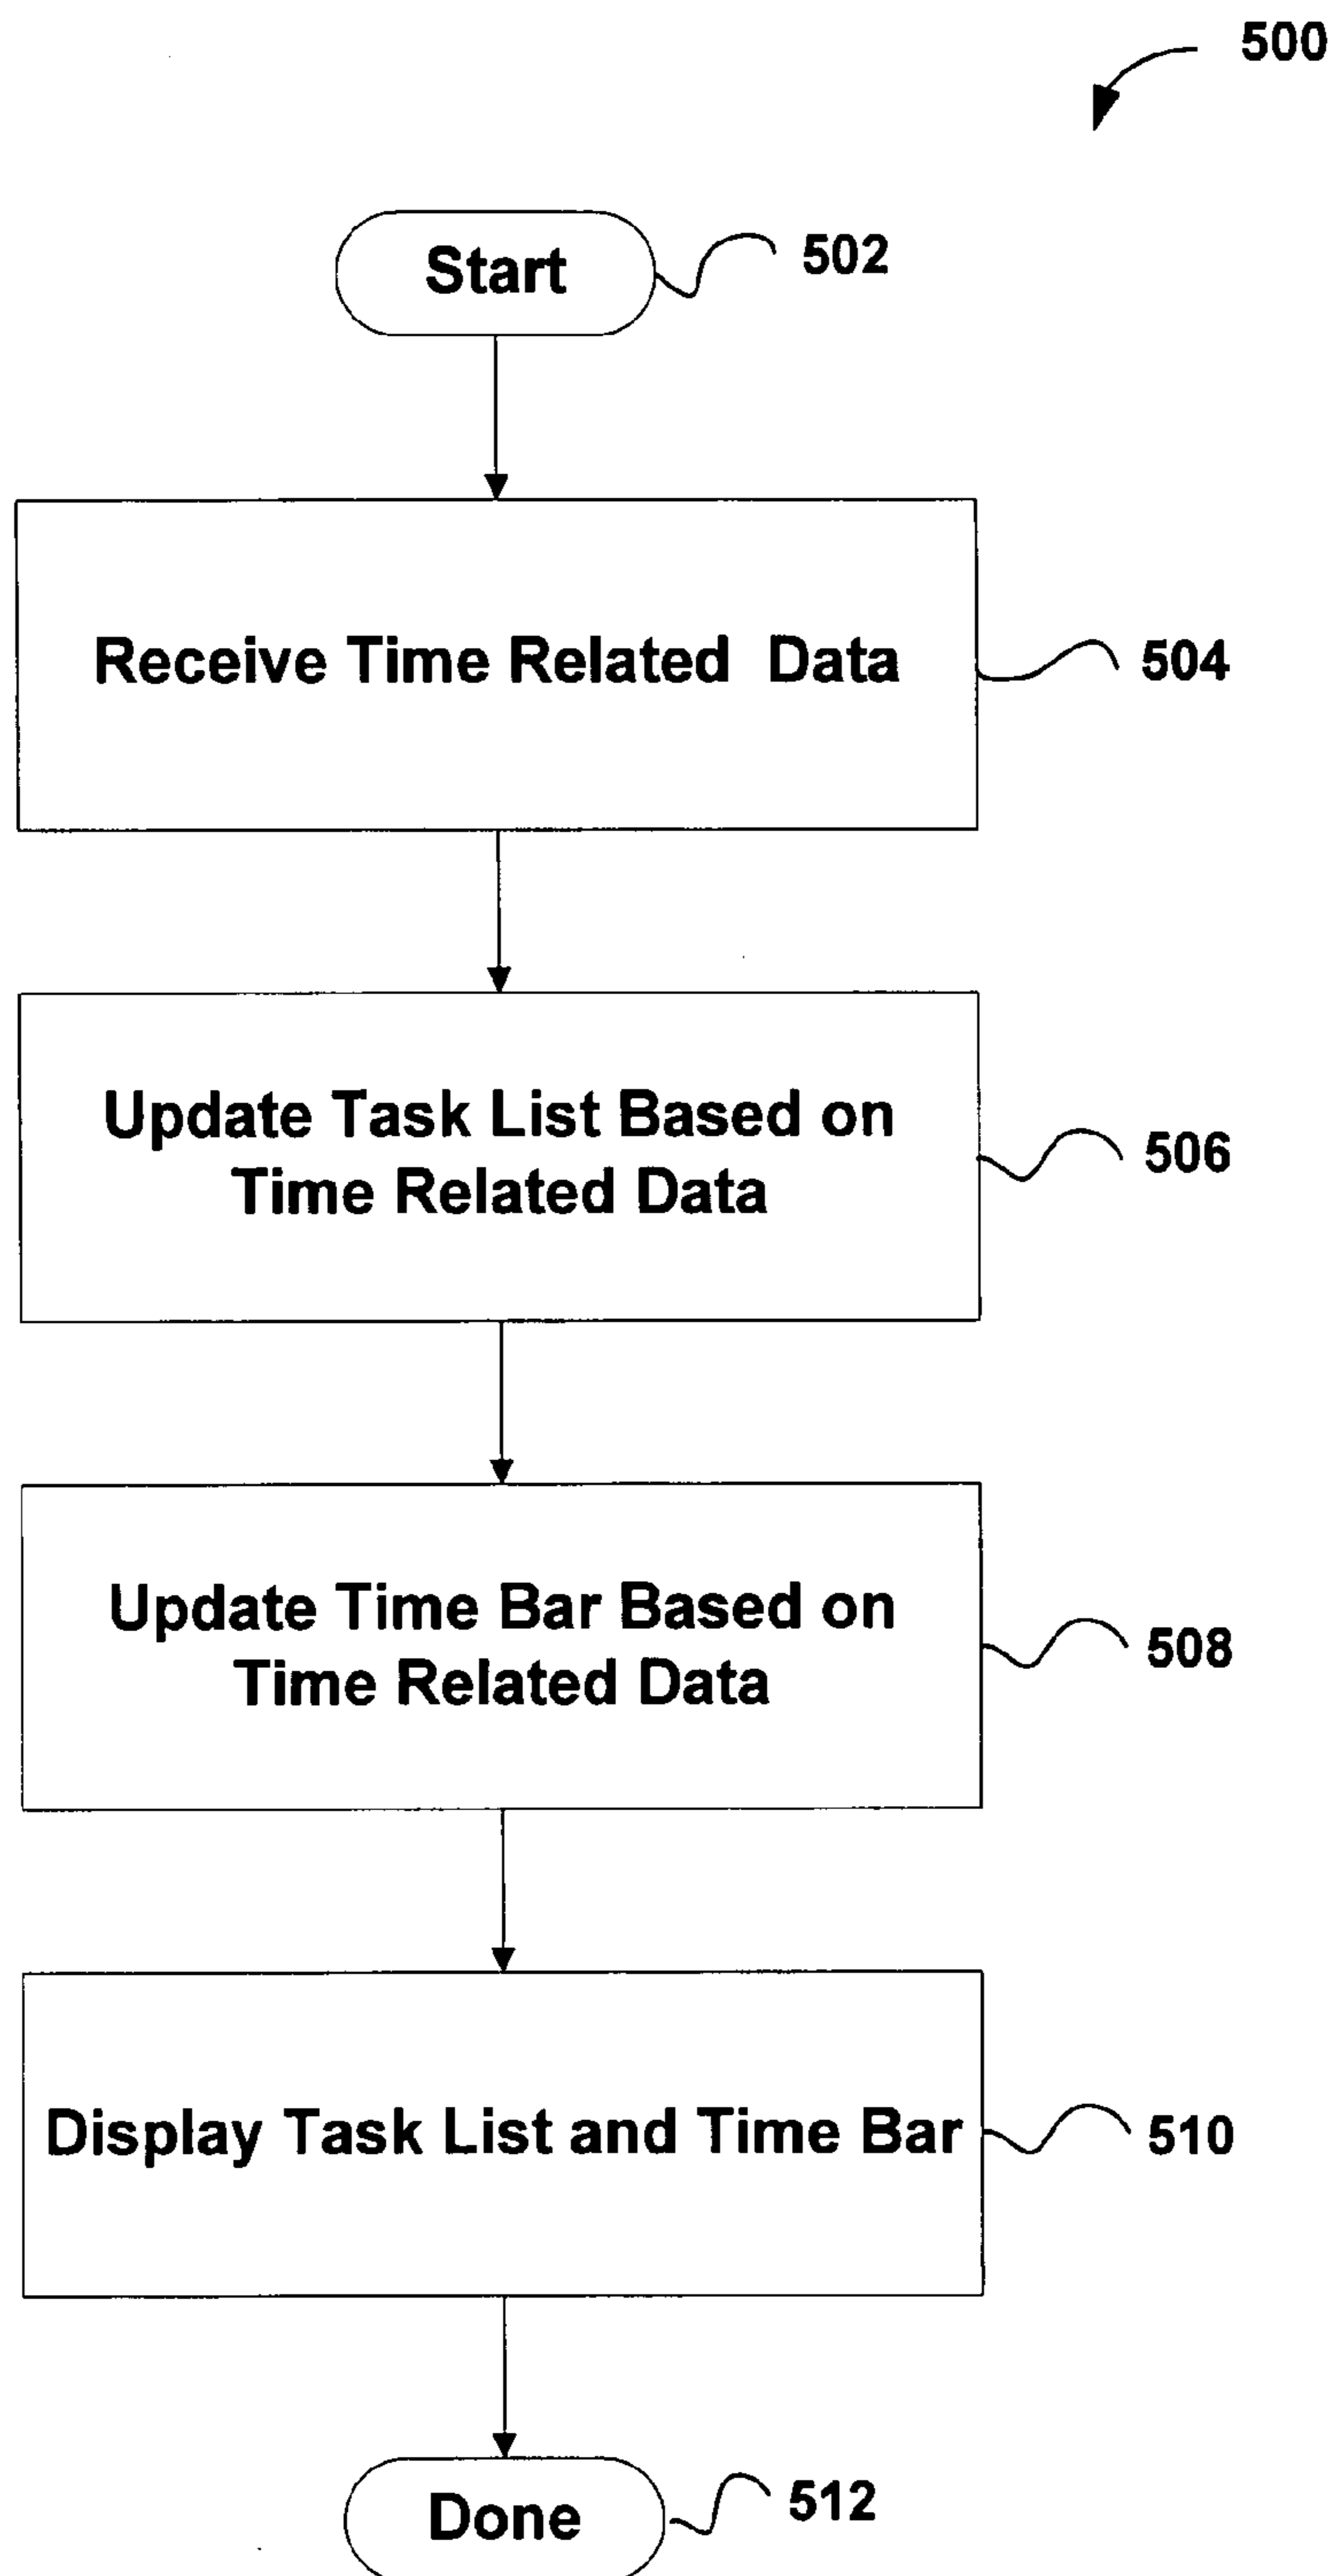 500
Start
502
Receive Time Related Data
504
Update Task List Based on
Time Related Data
506
Update Time Bar Based on
Time Related Data
508
Display Task List and Time Bar
510
Done
512